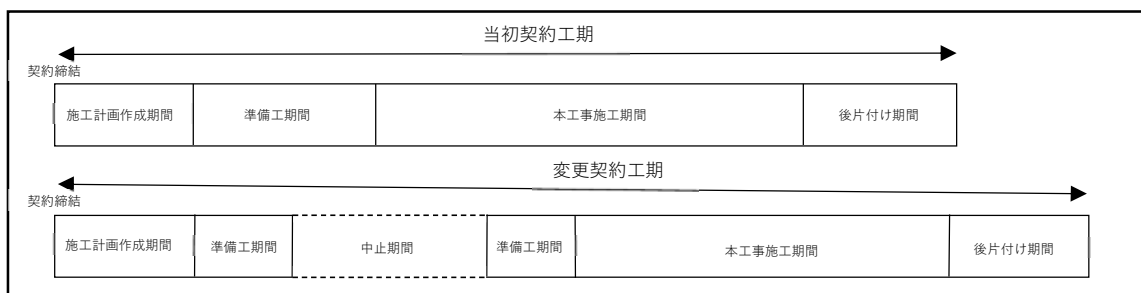 当初契約工期
契約締結
施工計画作成期間 準備工期間 本工事施工期間 後片付け期間
変更契約工期
契約締結
施工計画作成期間 準備工期間 中止期間 準備工期間 本工事施工期間 後片付け期間